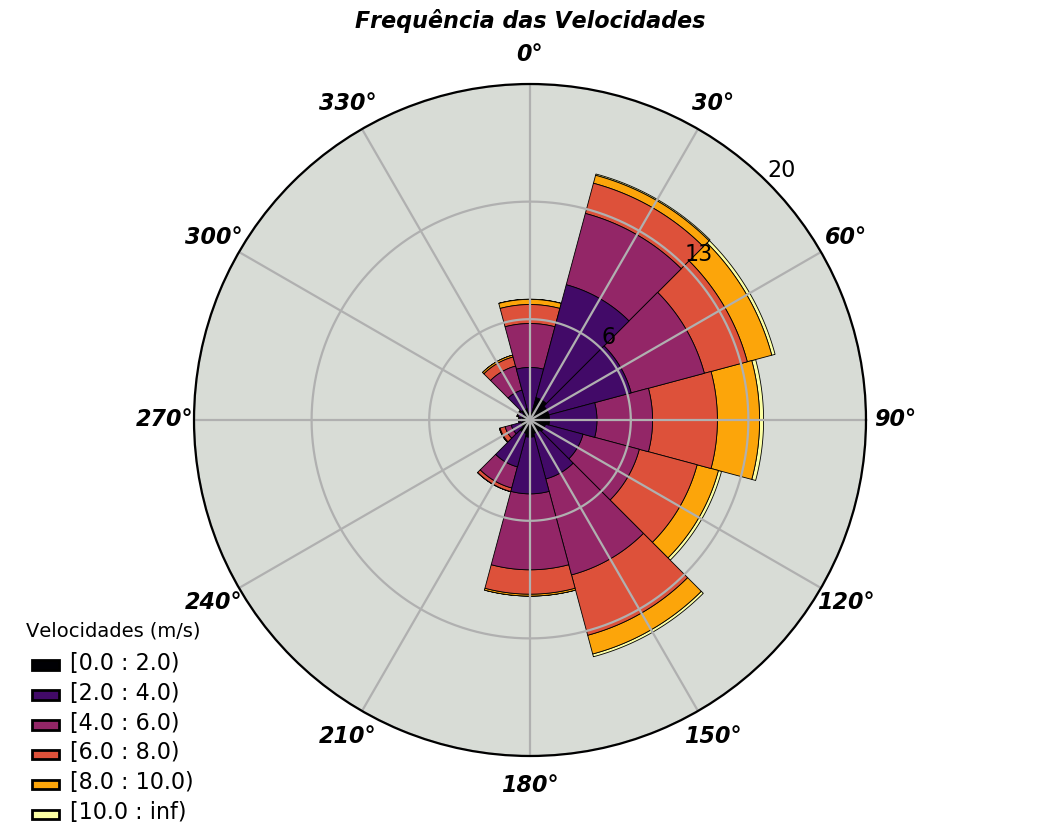 Frequência das Velocidades
0°
330°
30°
20
300°
60°
13
6
270°
90°
240°
120°
210°
150°
180°
Velocidades (m/s)
[0.0 : 2.0)
[2.0 : 4.0)
[4.0 : 6.0)
[6.0 : 8.0)
[8.0 : 10.0)
[10.0 : inf)